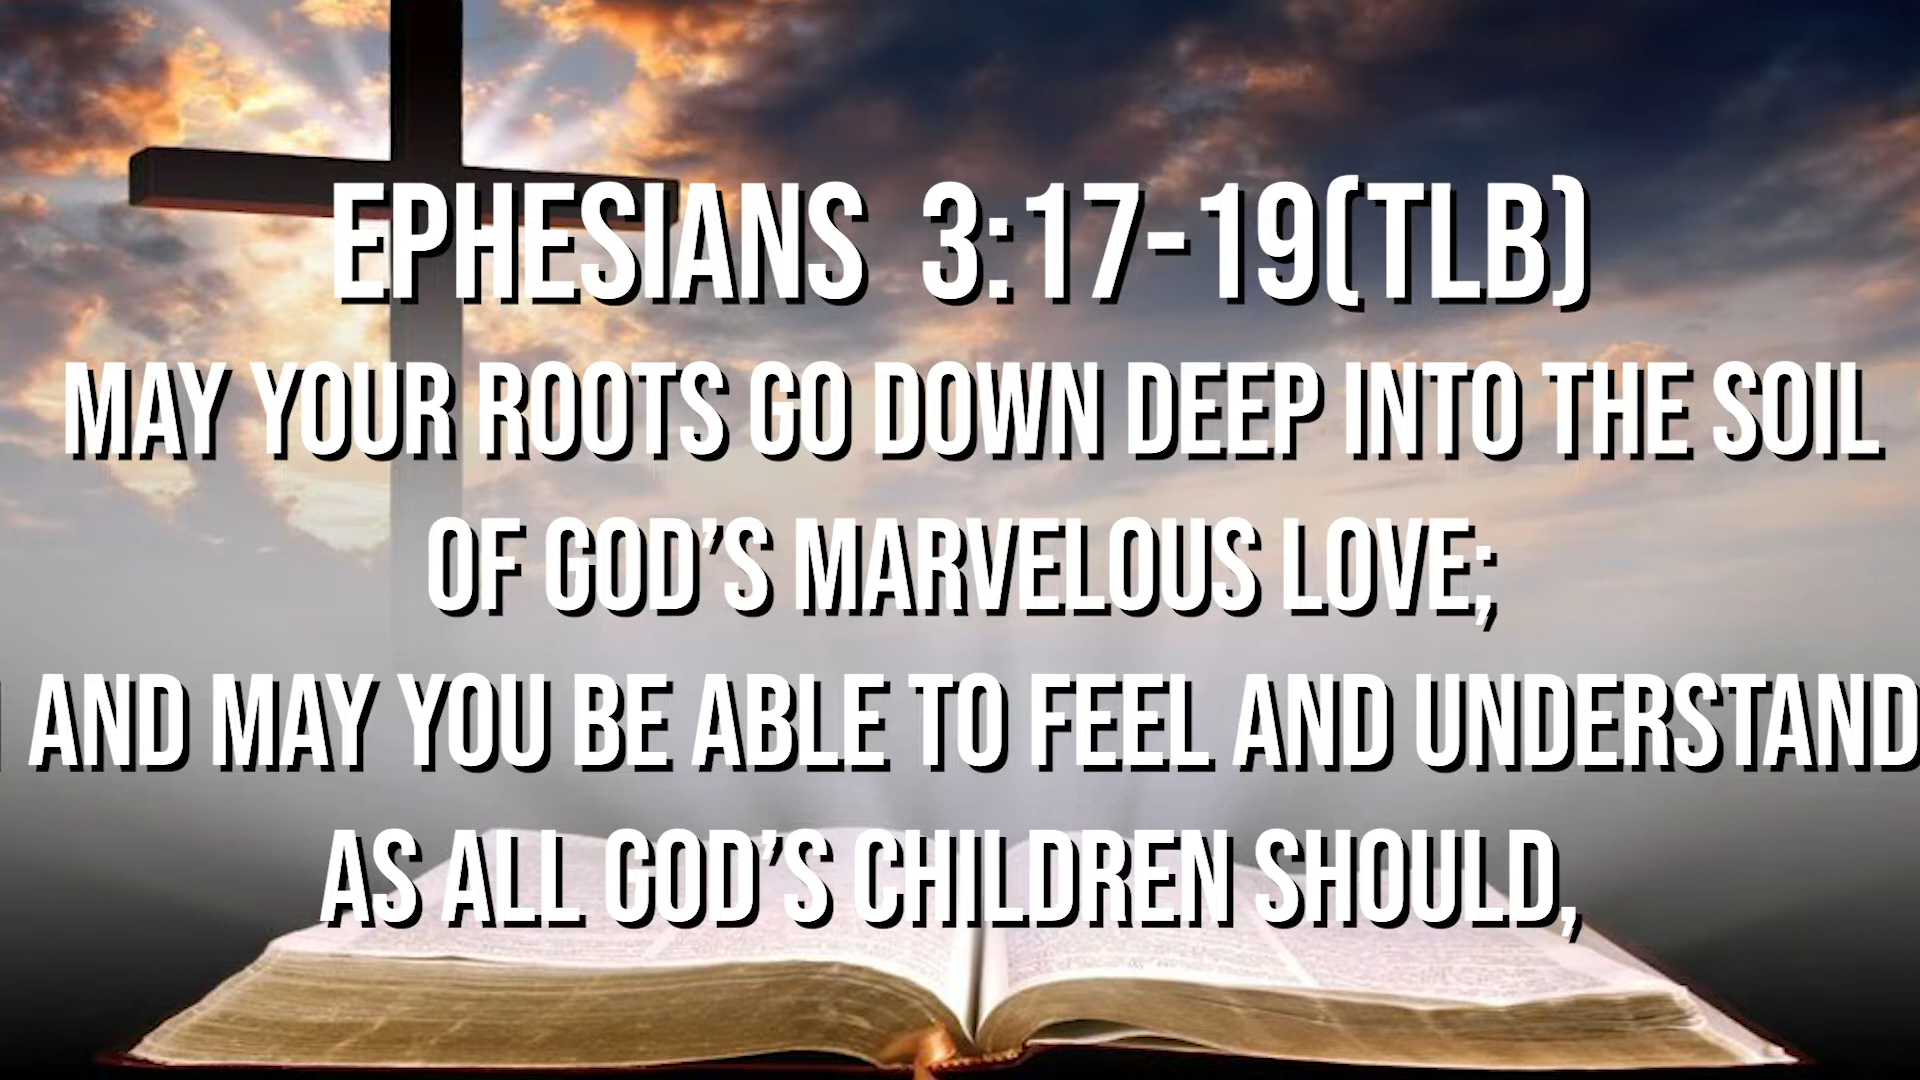 EPHESIANS 3:17-19(TLB)
MAY YOUR ROOTS GO DOWN DEEP INTO THE SOIL
OF GOD’S MARVELOUS LOVE;
AND MAY YOU BE ABLE TO FEEL AND UNDERSTAND
AS ALL GOD’S CHILDREN SHOULD,